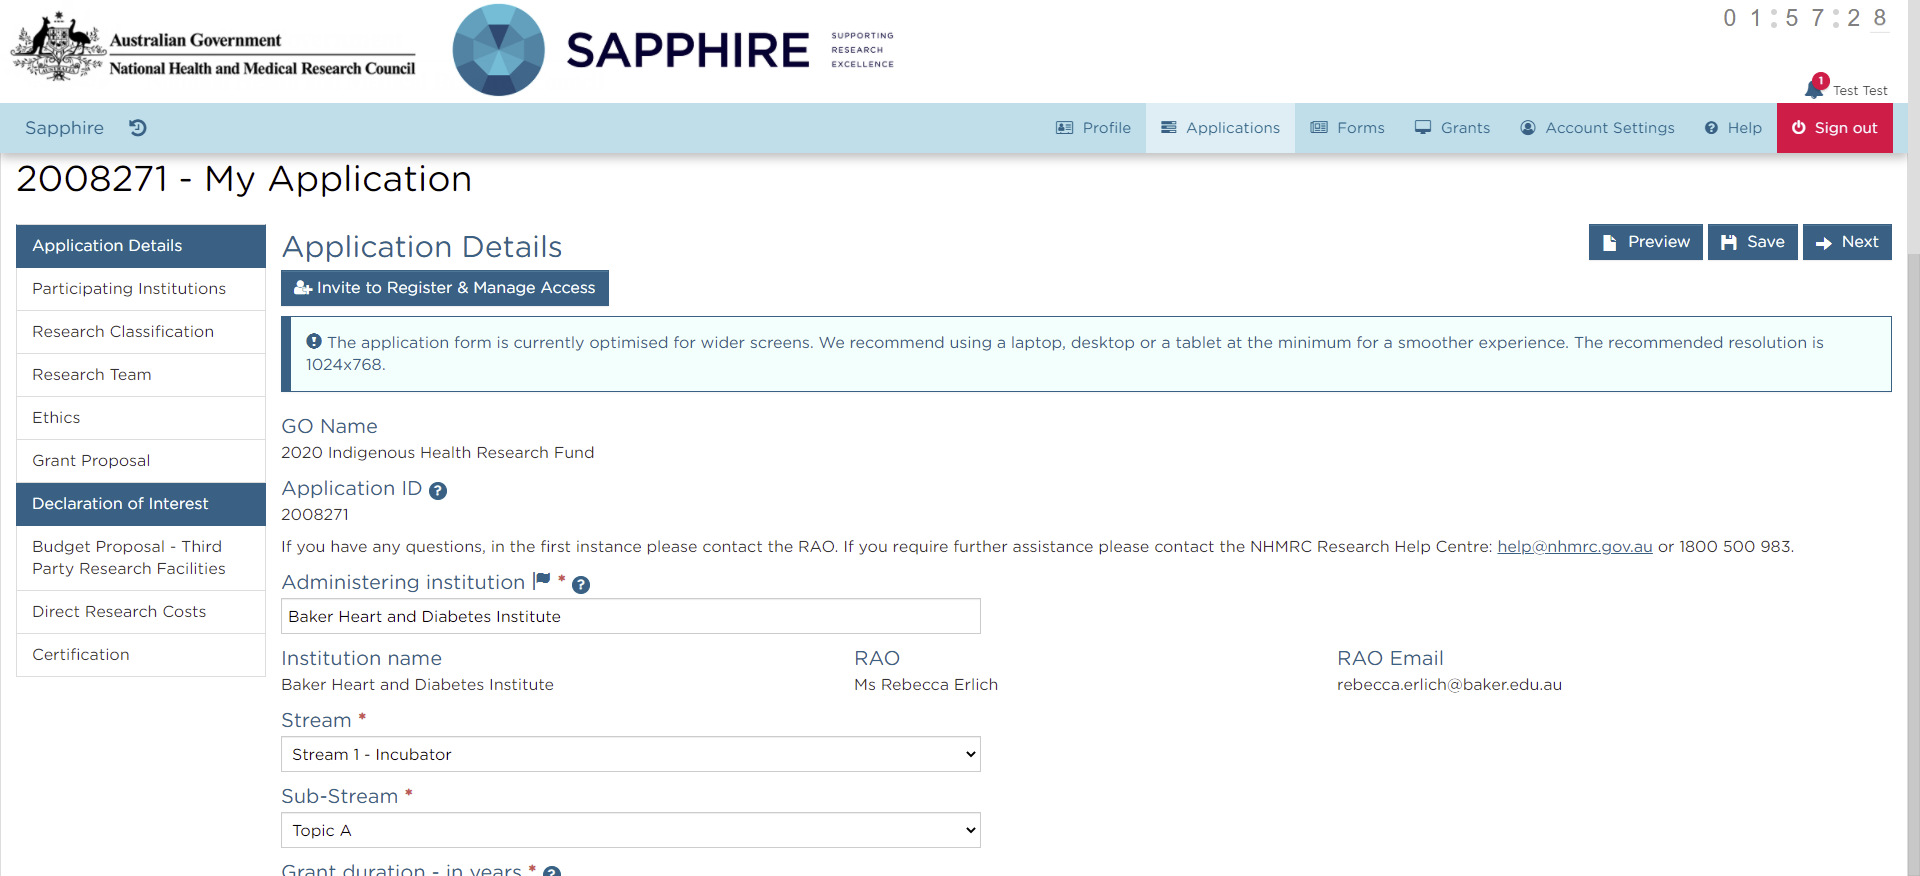 Australian Government
National Health and Medical Research Council
SAPPHIRE
SUPPORTING
RESEARCH
EXCELLENCE
01:57:28
1
Test Test
Sapphire
Profile
Applications
Forms
Grants
Account Settings
Help
Sign out
2008271 - My Application
Application Details
Participating Institutions
Research Classification
Research Team
Ethics
Grant Proposal
Declaration of Interest
Budget Proposal - Third
Party Research Facilities
Direct Research Costs
Certification
Application Details
Preview
Save
Next
Invite to Register & Manage Access
The application form is currently optimised for wider screens. We recommend using a laptop, desktop or a tablet at the minimum for a smoother experience. The recommended resolution is
1024x768.
GO Name
2020 Indigenous Health Research Fund
Application ID ?
2008271
If you have any questions, in the first instance please contact the RAO. If you require further assistance please contact the NHMRC Research Help Centre: help@nhmrc.gov.au or 1800 500 983.
Administering institution * ?
Baker Heart and Diabetes Institute
Institution name
Baker Heart and Diabetes Institute
RAO
Ms Rebecca Erlich
RAO Email
rebecca.erlich@baker.edu.au
Stream *
Stream 1 - Incubator
Sub-Stream *
Topic A
Grant duration - in years * ?